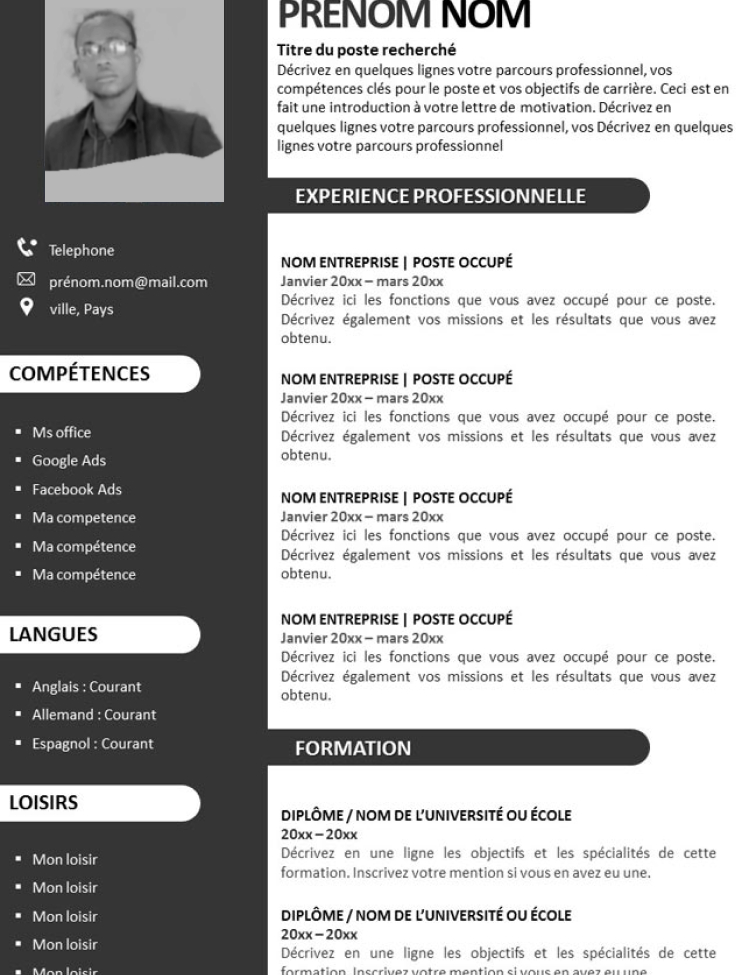 PRÉNOM NOM
Titre du poste recherché
Décrivez en quelques lignes votre parcours professionnel, vos
compétences clés pour le poste et vos objectifs de carrière. Ceci est en
fait une introduction à votre lettre de motivation. Décrivez en
quelques lignes votre parcours professionnel, vos Décrivez en quelques
lignes votre parcours professionnel
Telephone
prénom.nom@mail.com
ville, Pays
COMPÉTENCES
Ms office
Google Ads
Facebook Ads
Ma competence
Ma compétence
Ma compétence
LANGUES
Anglais : Courant
Allemand : Courant
Espagnol : Courant
LOISIRS
Mon loisir
Mon loisir
Mon loisir
Mon loisir
Mon loisir
EXPERIENCE PROFESSIONNELLE
NOM ENTREPRISE | POSTE OCCUPÉ
Janvier 20xx – mars 20xx
Décrivez ici les fonctions que vous avez occupé pour ce poste.
Décrivez également vos missions et les résultats que vous avez
obtenu.
NOM ENTREPRISE | POSTE OCCUPÉ
Janvier 20xx – mars 20xx
Décrivez ici les fonctions que vous avez occupé pour ce poste.
Décrivez également vos missions et les résultats que vous avez
obtenu.
NOM ENTREPRISE | POSTE OCCUPÉ
Janvier 20xx – mars 20xx
Décrivez ici les fonctions que vous avez occupé pour ce poste.
Décrivez également vos missions et les résultats que vous avez
obtenu.
NOM ENTREPRISE | POSTE OCCUPÉ
Janvier 20xx – mars 20xx
Décrivez ici les fonctions que vous avez occupé pour ce poste.
Décrivez également vos missions et les résultats que vous avez
obtenu.
FORMATION
DIPLÔME / NOM DE L’UNIVERSITÉ OU ÉCOLE
20xx – 20xx
Décrivez en une ligne les objectifs et les spécialités de cette
formation. Inscrivez votre mention si vous en avez eu une.
DIPLÔME / NOM DE L’UNIVERSITÉ OU ÉCOLE
20xx – 20xx
Décrivez en une ligne les objectifs et les spécialités de cette
formation. Inscrivez votre mention si vous en avez eu une.